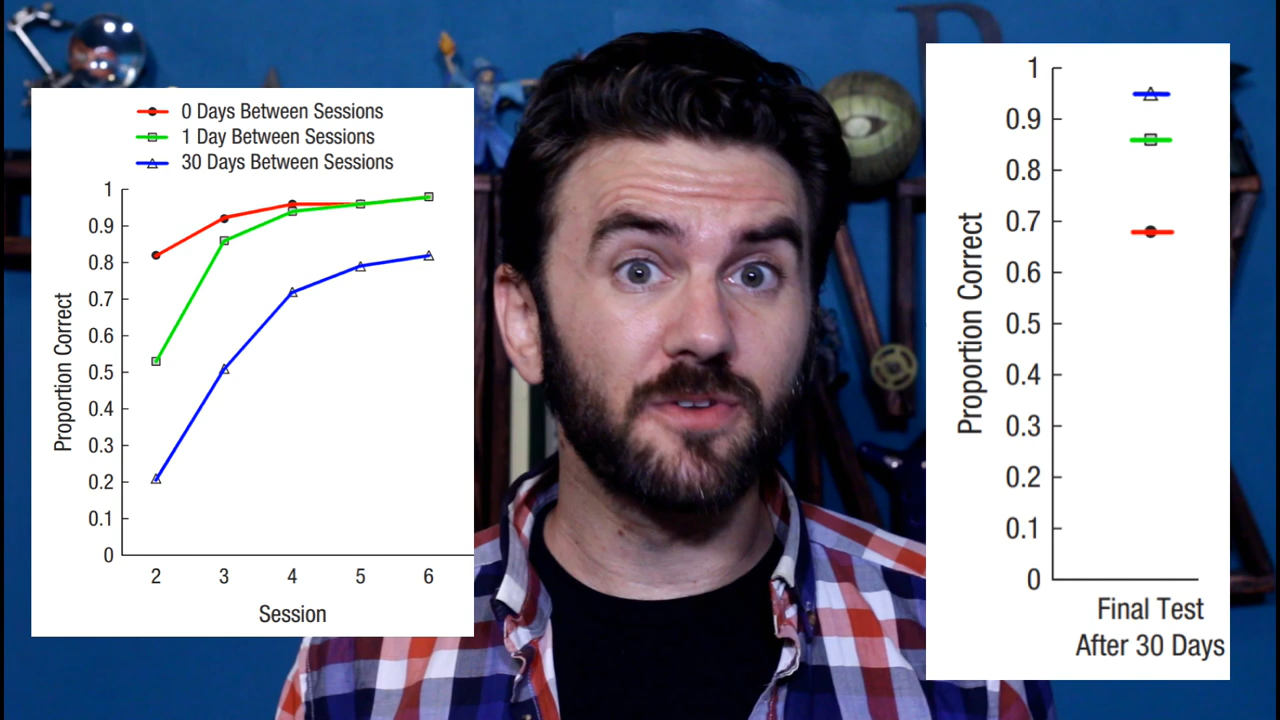 0 Days Between Sessions
1 Day Between Sessions
30 Days Between Sessions
1
0.9
0.8
0.7
0.6
0.5
0.4
0.3
0.2
0.1
0
Proportion Correct
2 3 4 5 6
Session
1
0.9
0.8
0.7
0.6
0.5
0.4
0.3
0.2
0.1
0
Proportion Correct
Final Test
After 30 Days